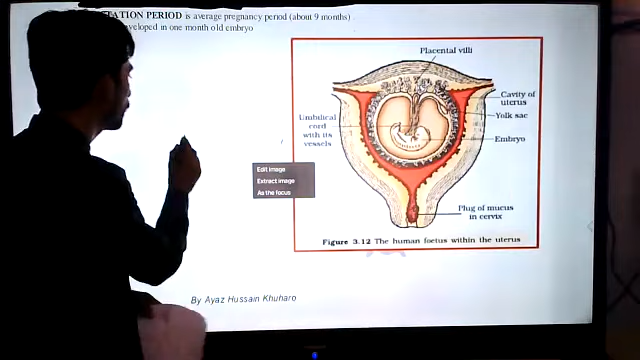 PERIOD is average pregnancy period (about 9 months)
in one month old embryo
Placental villi
Cavity of
uterus
Yolk sac
Umbilical
cord
with its
vessels
Embryo
Edit image
Extract image
As the focus
Plug of mucus
in cervix
Figure 3.12 The human foetus within the uterus
By Ayaz Hussain Khuharo